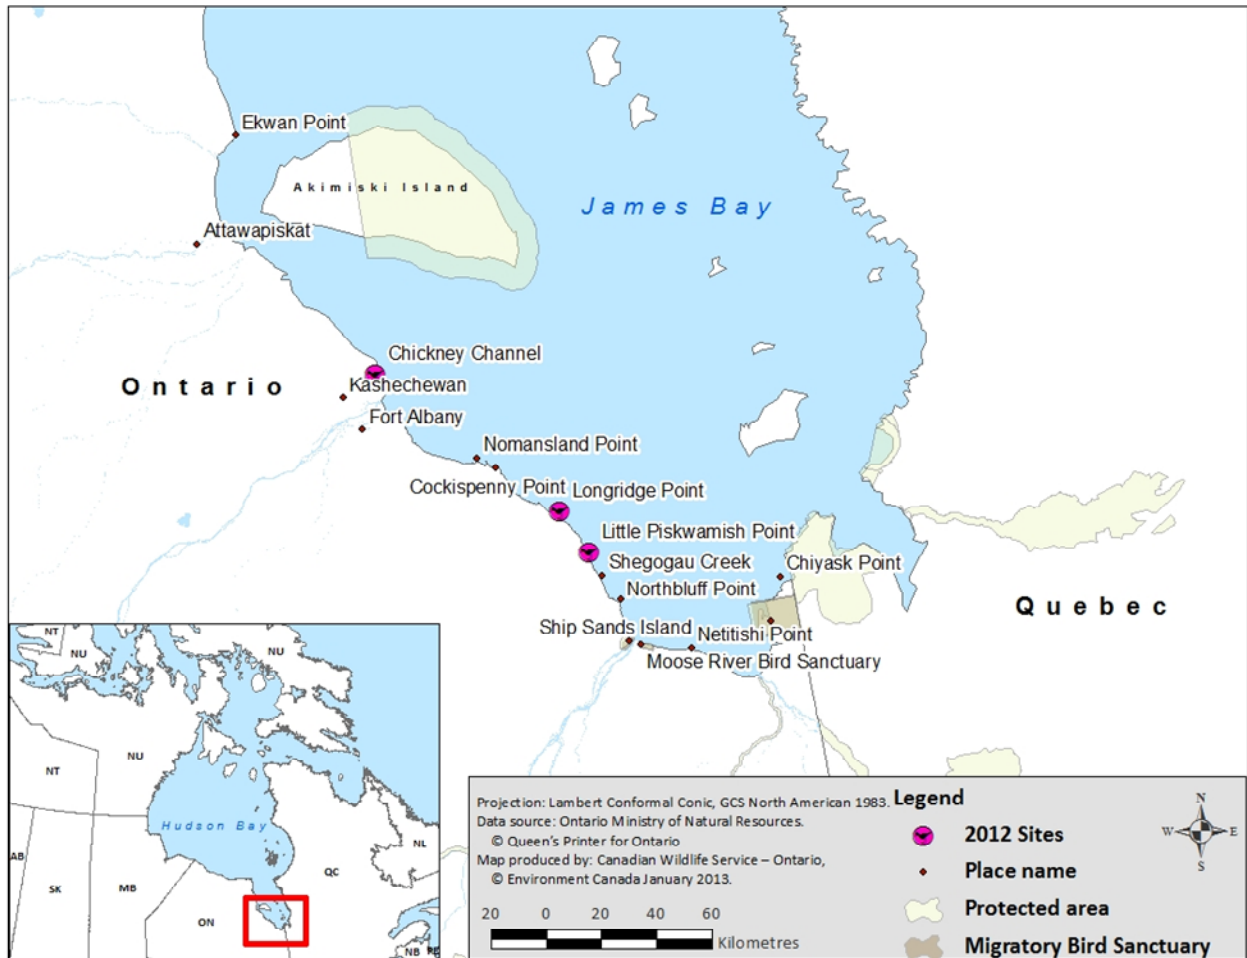 Ekwan Point
Akimiski Island
James Bay
Attawapiskat
Chickney Channel
Ontario
Kashechewan
Fort Albany
Nomansland Point
Cockispenny Point
Longridge Point
Little Piskwamish Point
Shegogau Creek
Chiyask Point
Northbluff Point
Quebec
Ship Sands Island
Netitishi Point
Moose River Bird Sanctuary
NT
NU
NU
NU
NT
Hudson Bay
AB
SK
MB
ON
QC
NL
NB
Projection: Lambert Conformal Conic, GCS North American 1983.
Data source: Ontario Ministry of Natural Resources.
© Queen's Printer for Ontario
Map produced by: Canadian Wildlife Service – Ontario,
© Environment Canada January 2013.
20 0 20 40 60
Kilometres
Legend
2012 Sites
Place name
Protected area
Migratory Bird Sanctuary
N
W E
S